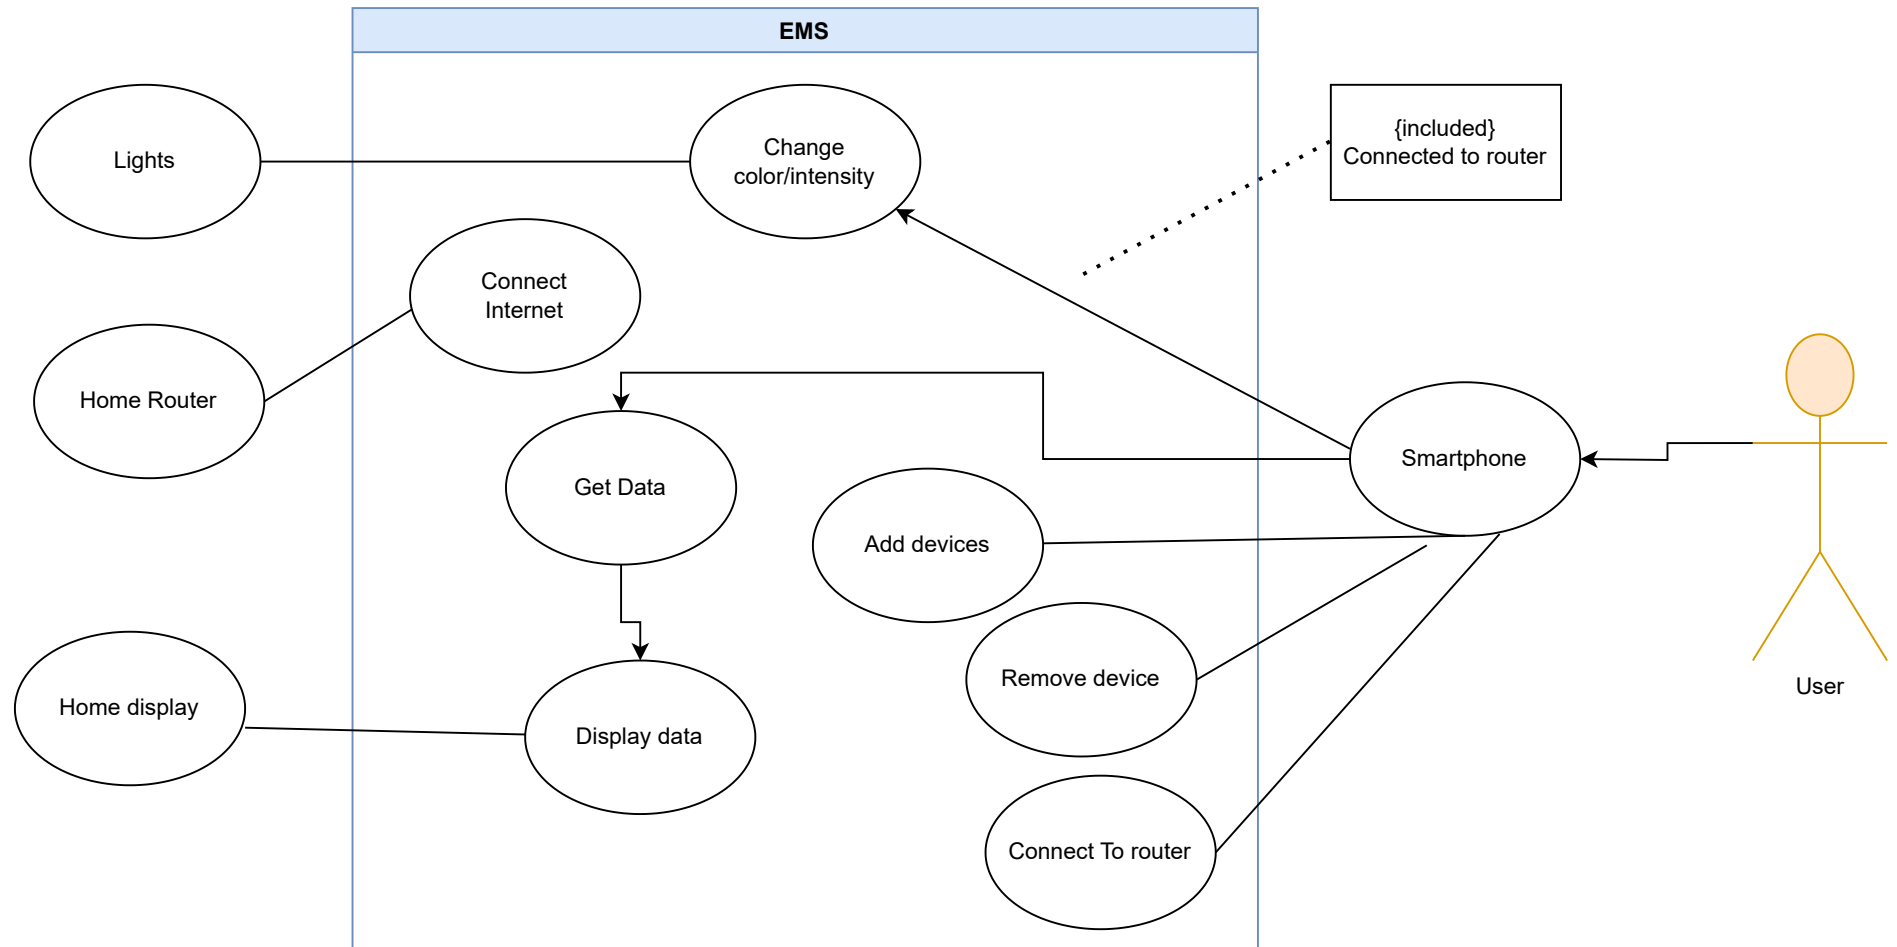 EMS
Lights
Change
color/intensity
{included}
Connected to router
Connect
Internet
Home Router
Smartphone
Get Data
Add devices
Remove device
User
Home display
Display data
Connect To router